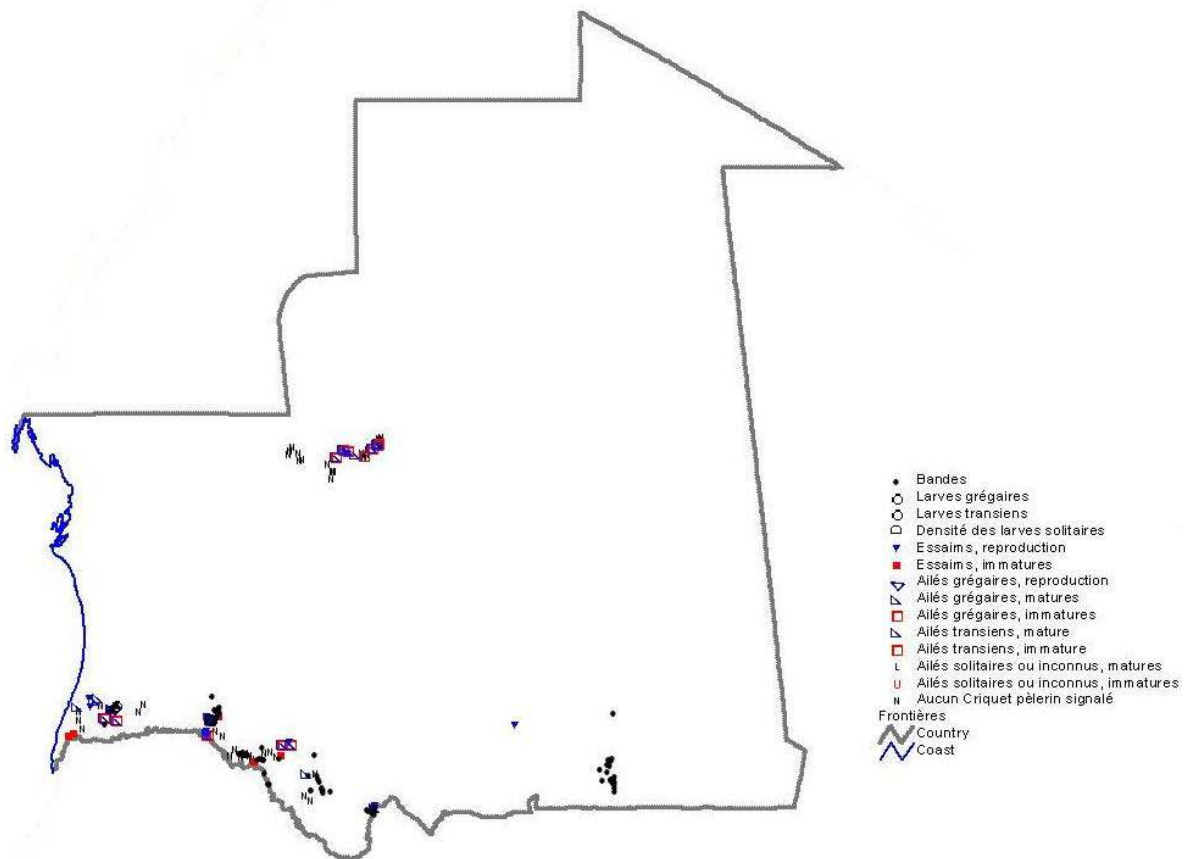 Bandes
Larves grégaires
Larves transiens
Densité des larves solitaires
Essaims, reproduction
Essaims, immatures
Ailés grégaires, reproduction
Ailés grégaires, matures
Ailés grégaires, immatures
Ailés transiens, mature
Ailés transiens, immature
L Ailés solitaires ou inconnus, matures
U Ailés solitaires ou inconnus, immatures
N Aucun Criquet pèlerin signalé
Frontières
Country
Coast